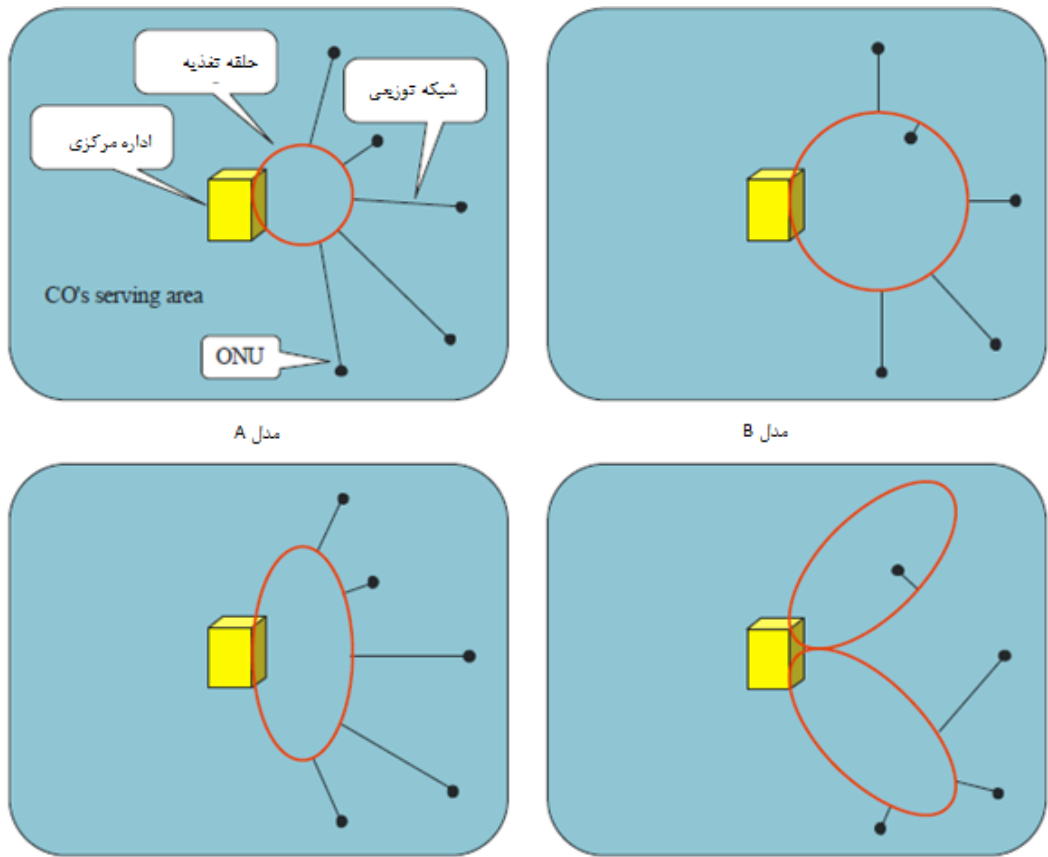 حلقه تغذیه
شبکه توزیعی
اداره مرکزی
CO's serving area
ONU
مدل A
مدل B